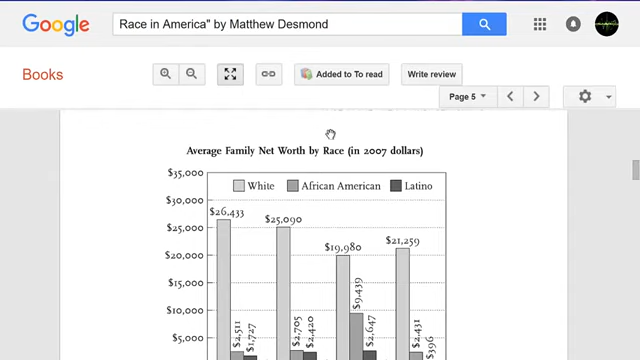 Google
Race in America" by Matthew Desmond
Books
Added to To read
Write review
Page 5
Average Family Net Worth by Race (in 2007 dollars)
White African American Latino
$35,000
$30,000
$25,000
$20,000
$15,000
$10,000
$5,000
$26,433
$2,511
$1,727
$25,090
$2,705
$2,420
$19,980
$9,439
$2,647
$21,259
$2,431
$396